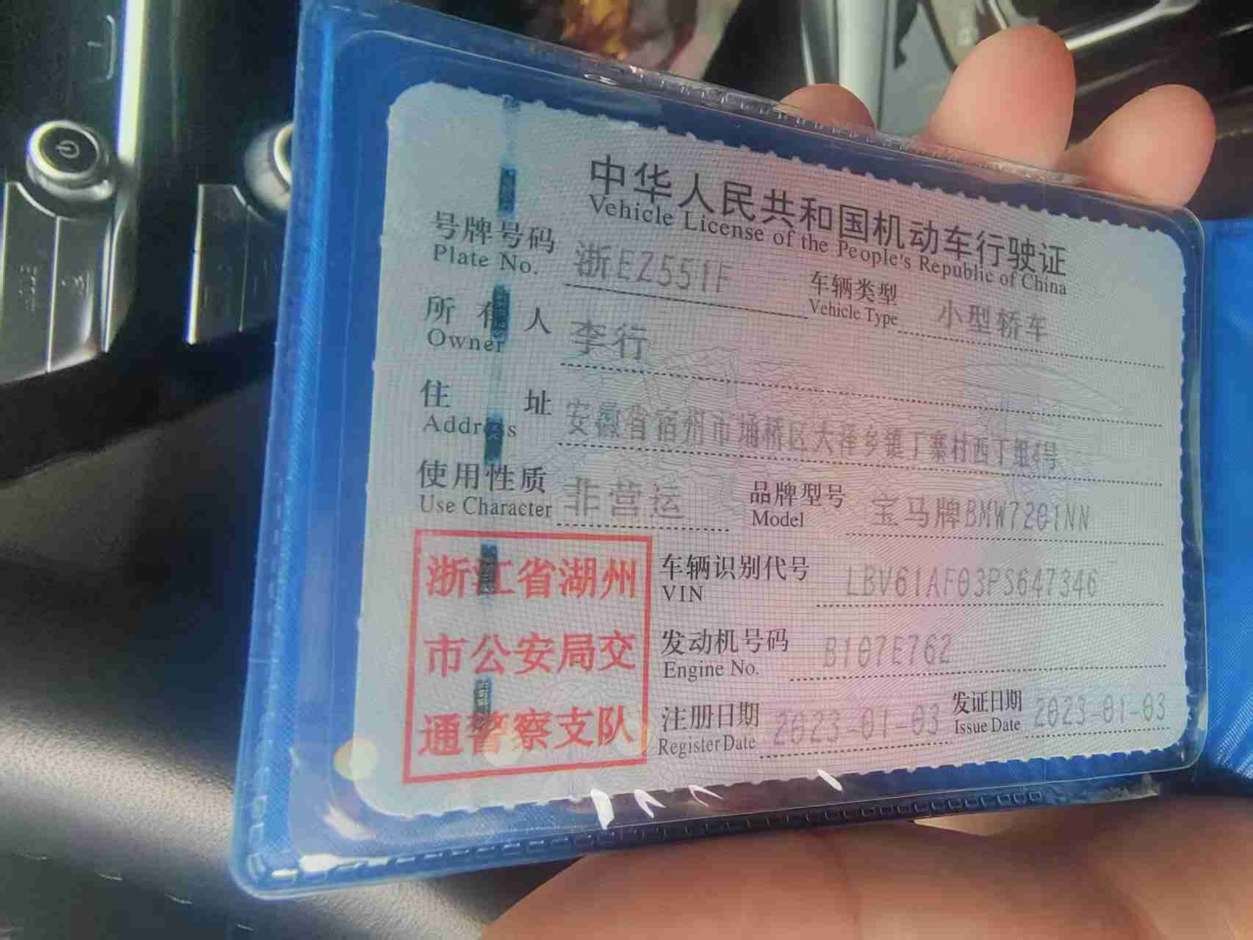 中华人民共和国机动车行驶证
Vehicle License of the People's Republic of China
号牌号码 浙EZ551F 车辆类型 小型轿车
Plate No. Vehicle Type
所有人 李行
Owner
住址 安徽省宿州市埇桥区大泽乡镇丁寨村西丁组4号
Address
使用性质 非营运 品牌型号 宝马牌BMW7201NN
Use Character Model
浙江省湖州
市公安局交
通警察支队
车辆识别代号 LBV61AF03PS647346
VIN
发动机号码 B107E762
Engine No.
注册日期 2023-01-03 发证日期 2023-01-03
Register Date Issue Date